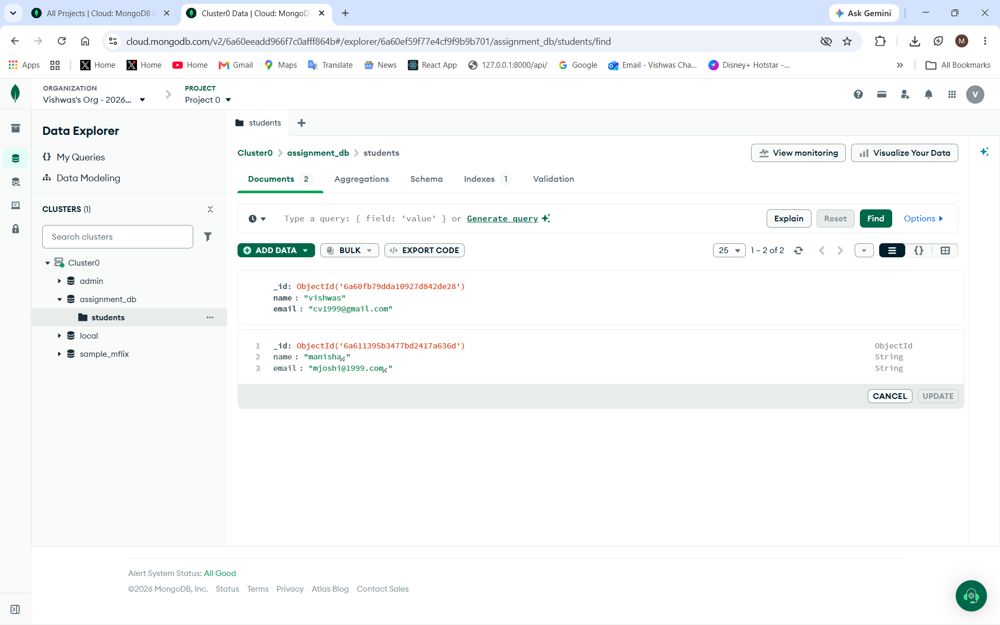 All Projects | Cloud: MongoDB C
Cluster0 Data | Cloud: MongoD
Ask Gemini
cloud.mongodb.com/v2/6a60eeadd966f7c0afff864b#/explorer/6a60ef59f77e4cf9f9b9b701/assignment_db/students/find
M
Apps
Home
Home
Home
Gmail
Maps
Translate
News
React App
127.0.0.1:8000/api/
Google
Email - Vishwas Cha...
Disney+ Hotstar -...
All Bookmarks
ORGANIZATION
Vishwas's Org - 2026...
PROJECT
Project 0
V
Data Explorer
My Queries
Data Modeling
CLUSTERS (1)
Search clusters
Cluster0
admin
assignment_db
students
local
sample_mflix
students
Cluster0 > assignment_db > students
View monitoring
Visualize Your Data
Documents 2
Aggregations
Schema
Indexes 1
Validation
Type a query: { field: 'value' } or Generate query
Explain
Reset
Find
Options
ADD DATA
BULK
EXPORT CODE
25
1 – 2 of 2
_id: ObjectId('6a60fb79dda10927d842de28')
name : "vishwas"
email : "cv1999@gmail.com"
1 _id: ObjectId('6a611395b3477bd2417a636d') ObjectId
2 name : "manisha" String
3 email : "mjoshi@1999.com" String
CANCEL
UPDATE
Alert System Status: All Good
©2026 MongoDB, Inc. Status Terms Privacy Atlas Blog Contact Sales